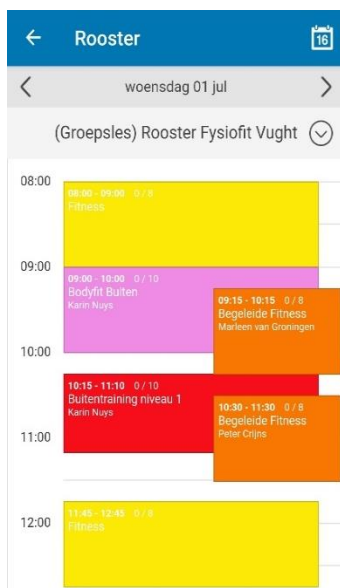 Rooster
16
woensdag 01 jul
(Groepsles) Rooster Fysiofit Vught
08:00
08:00 - 09:00 0 / 8
Fitness
09:00
09:00 - 10:00 0 / 10
Bodyfit Buiten
Karin Nuys
09:15 - 10:15 0 / 8
Begeleide Fitness
Marleen van Groningen
10:00
10:15 - 11:10 0 / 10
Buitentraining niveau 1
Karin Nuys
10:30 - 11:30 0 / 8
Begeleide Fitness
Peter Crijns
11:00
11:45 - 12:45 0 / 8
Fitness
12:00